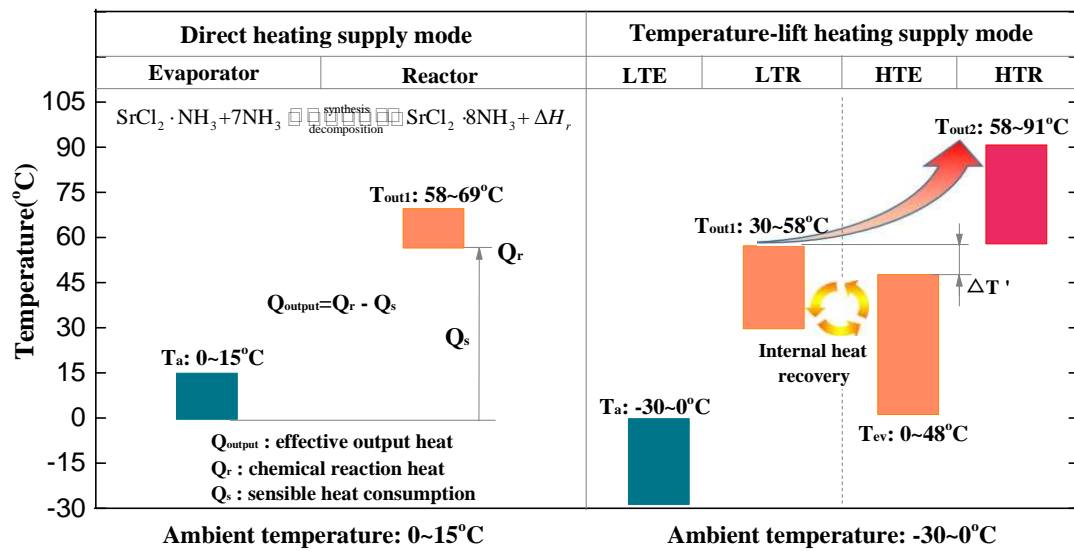 Direct heating supply mode
Temperature-lift heating supply mode
Evaporator
Reactor
LTE
LTR
HTE
HTR
Temperature(°C)
105
90
75
60
45
30
15
0
-15
-30
SrCl₂·NH₃+7NH₃ synthesis decomposition SrCl₂·8NH₃+ΔHᵣ
Tout1: 58~69°C
Qr
Qoutput=Qr - Qs
Qs
Ta: 0~15°C
Qoutput : effective output heat
Qr : chemical reaction heat
Qs : sensible heat consumption
Tout2: 58~91°C
Tout1: 30~58°C
△T '
Internal heat
recovery
Ta: -30~0°C
Tev: 0~48°C
Ambient temperature: 0~15°C
Ambient temperature: -30~0°C